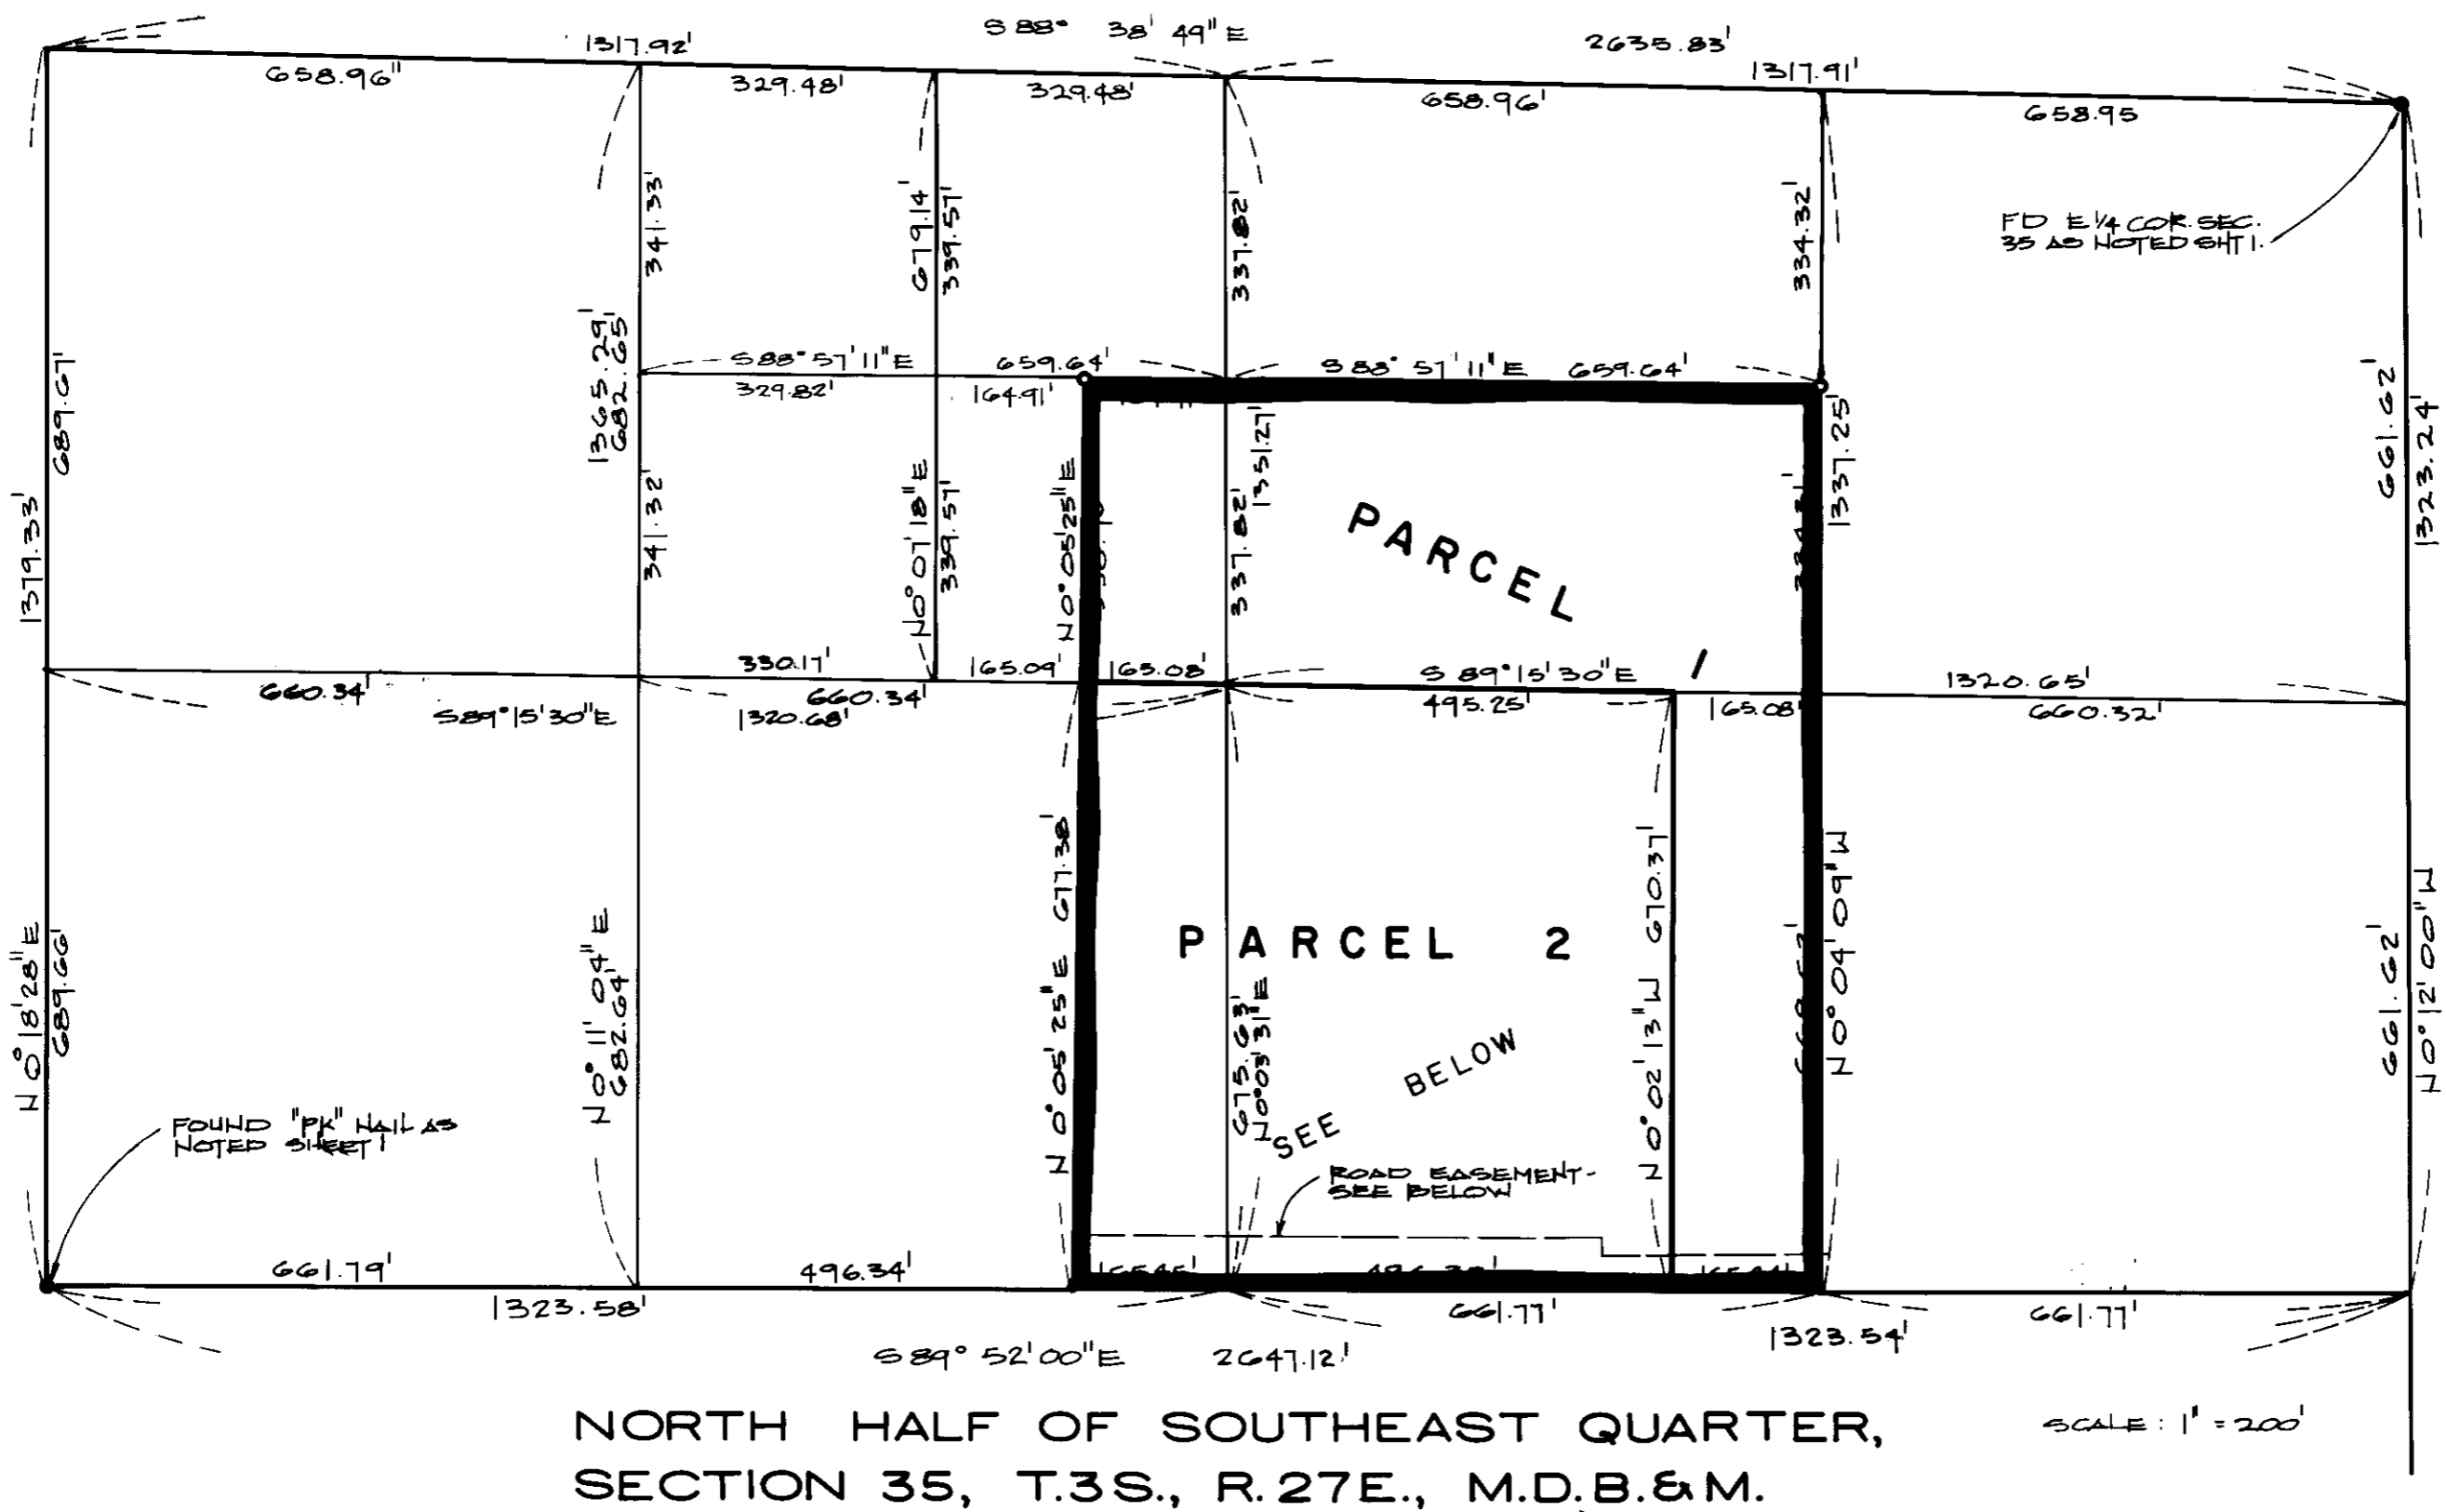 S 88° 38' 49" E
2635.83'
1317.92'
1317.91'
658.96"
329.48'
329.48'
658.96'
658.95
341.33'
679.14'
339.57'
337.82'
334.32'
FD E 1/4 COR. SEC.
35 AS NOTED SHT 1.
1365.29'
682.65'
S 88° 57' 11" E 659.64'
S 88° 57' 11" E 659.64'
329.82'
164.91'
689.67'
1379.33'
341.32'
N 0° 07' 18" E
339.57'
N 0° 05' 25" E
1351.27'
337.82'
1337.25'
661.62'
1323.24'
PARCEL 1
330.17'
165.09'
165.08'
S 89° 15' 30" E
1320.65'
660.34'
S 89° 15' 30" E
660.34'
1320.68'
495.25'
165.08'
660.32'
N 0° 18' 28" E
689.66'
N 0° 11' 04" E
682.64'
N 0° 05' 25" E 677.38'
PARCEL 2
675.63'
N 0° 03' 31" E
N 0° 02' 13" W 670.37'
N 0° 04' 09" W
661.62'
N 0° 12' 00" W
SEE BELOW
ROAD EASEMENT-
SEE BELOW
FOUND "PK" NAIL AS
NOTED SHEET 1
661.79'
496.34'
1323.58'
661.77'
661.77'
1323.54'
S 89° 52' 00" E 2647.12'
NORTH HALF OF SOUTHEAST QUARTER,
SECTION 35, T.3S., R.27E., M.D.B.&M.
SCALE: 1" = 200'